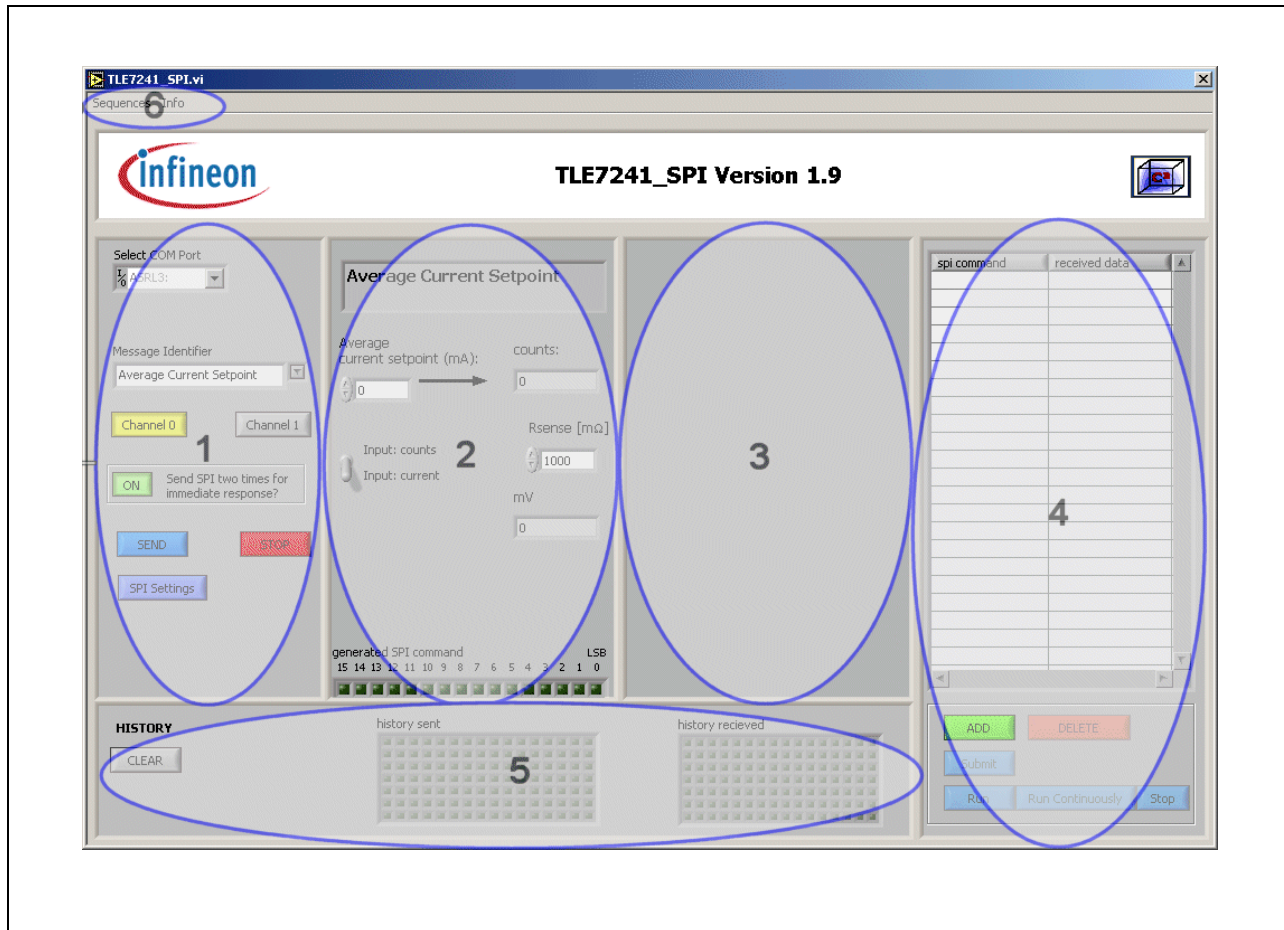 TLE7241_SPI.vi
Sequences Info
6
infineon
TLE7241_SPI Version 1.9
C²
Select COM Port
I/O ASRL3:
Message Identifier
Average Current Setpoint
Channel 0 Channel 1
1
ON Send SPI two times for
immediate response?
SEND STOP
SPI Settings
Average Current Setpoint
Average
current setpoint (mA): counts:
0 0
Rsense [mΩ]
Input: counts 2 1000
Input: current
mV
0
generated SPI command LSB
15 14 13 12 11 10 9 8 7 6 5 4 3 2 1 0
3
spi command received data
4
ADD DELETE
Submit
Run Run Continuously Stop
HISTORY
CLEAR
history sent history recieved
5